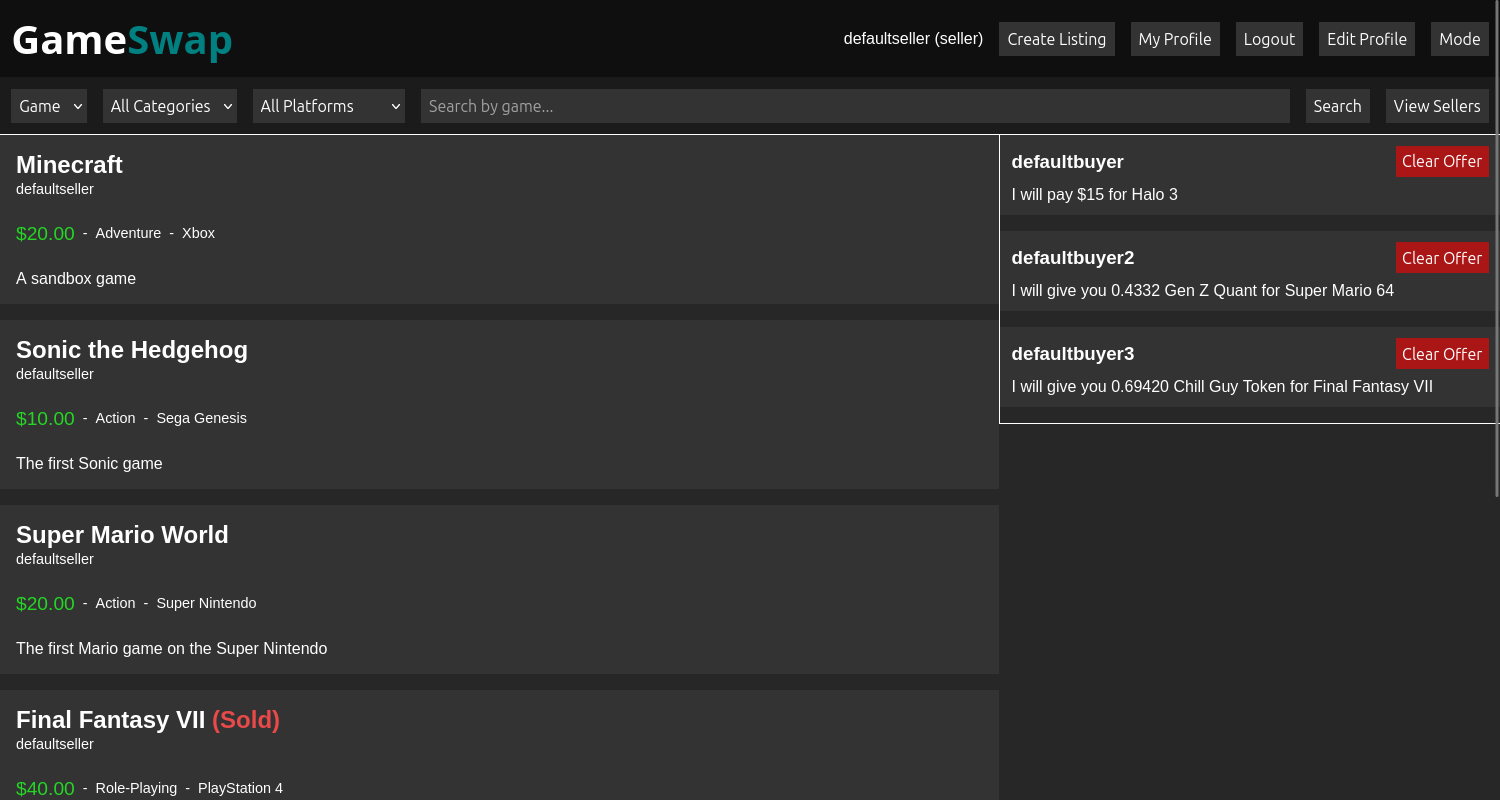 GameSwap
defaultseller (seller) Create Listing My Profile Logout Edit Profile Mode
Game All Categories All Platforms Search by game... Search View Sellers
Minecraft
defaultseller
$20.00 - Adventure - Xbox
A sandbox game
Sonic the Hedgehog
defaultseller
$10.00 - Action - Sega Genesis
The first Sonic game
Super Mario World
defaultseller
$20.00 - Action - Super Nintendo
The first Mario game on the Super Nintendo
Final Fantasy VII (Sold)
defaultseller
$40.00 - Role-Playing - PlayStation 4
defaultbuyer Clear Offer
I will pay $15 for Halo 3
defaultbuyer2 Clear Offer
I will give you 0.4332 Gen Z Quant for Super Mario 64
defaultbuyer3 Clear Offer
I will give you 0.69420 Chill Guy Token for Final Fantasy VII